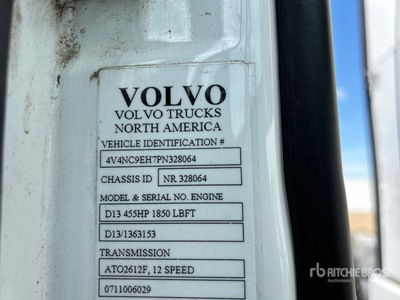 VOLVO
VOLVO TRUCKS
NORTH AMERICA
VEHICLE IDENTIFICATION #
4V4NC9EH7PN328064
CHASSIS ID NR 328064
MODEL & SERIAL NO. ENGINE
D13 455HP 1850 LBFT
D13/1363153
TRANSMISSION
ATO2612F, 12 SPEED
0711006029
rb RITCHIE BROS
Auctioneers